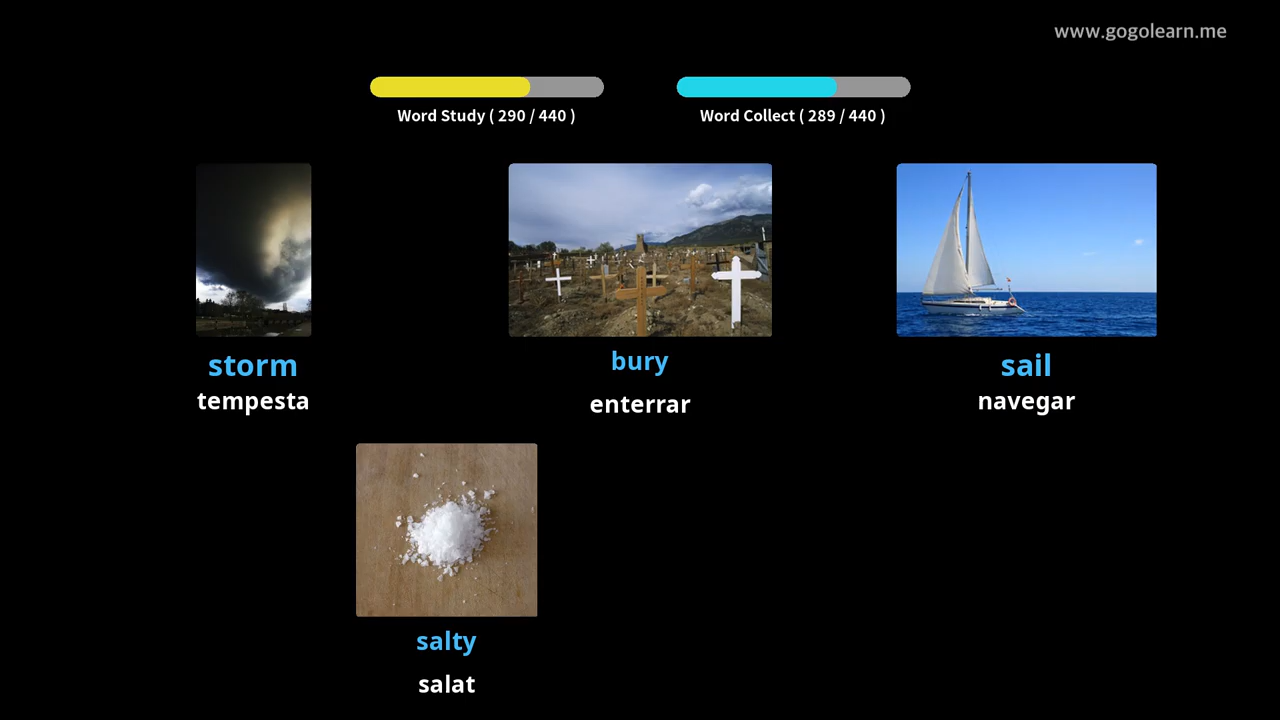 www.gogolearn.me
Word Study ( 290 / 440 )
Word Collect ( 289 / 440 )
storm
tempesta
bury
enterrar
sail
navegar
salty
salat